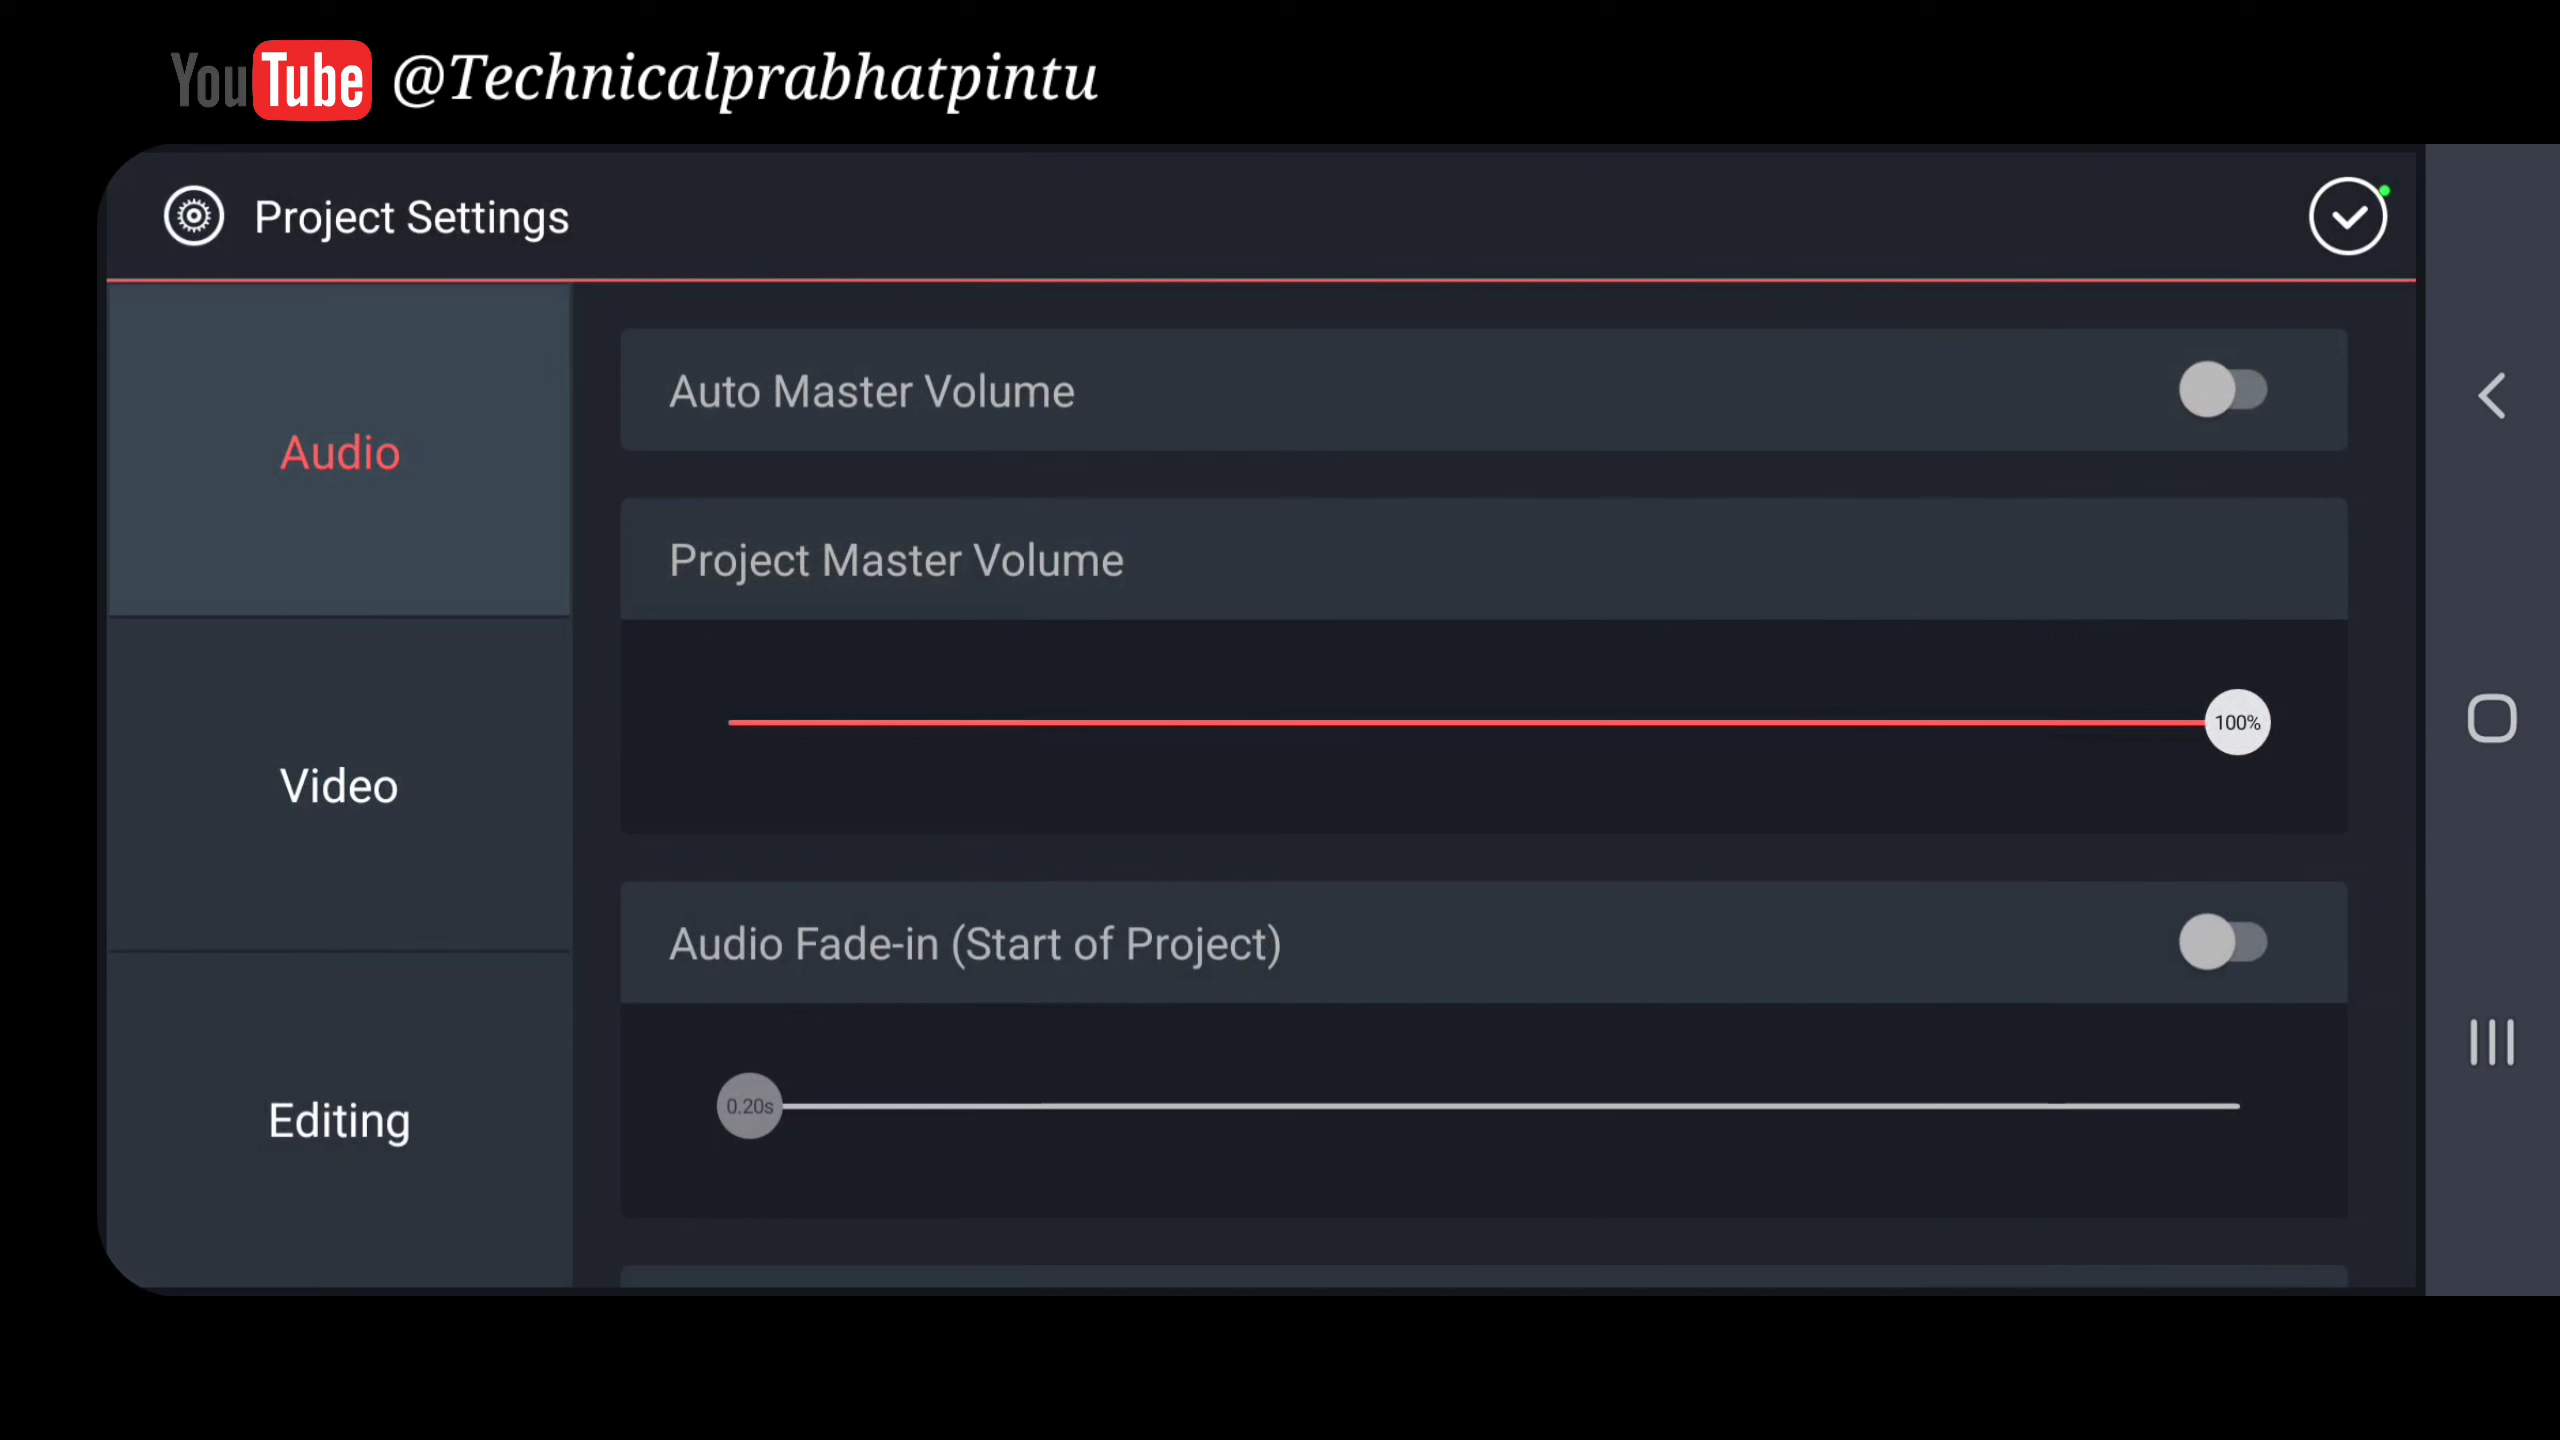 YouTube @Technicalprabhatpintu
Project Settings
Audio
Video
Editing
Auto Master Volume
Project Master Volume
100%
Audio Fade-in (Start of Project)
0.20s